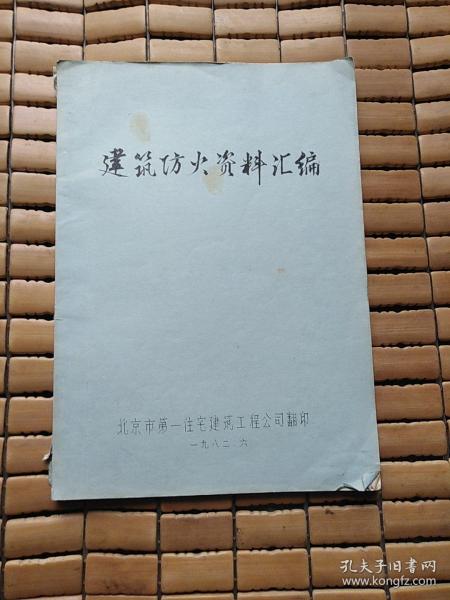 建筑防火资料汇编
北京市第一住宅建筑工程公司翻印
一九八二.六
孔夫子旧书网
www.kongfz.com